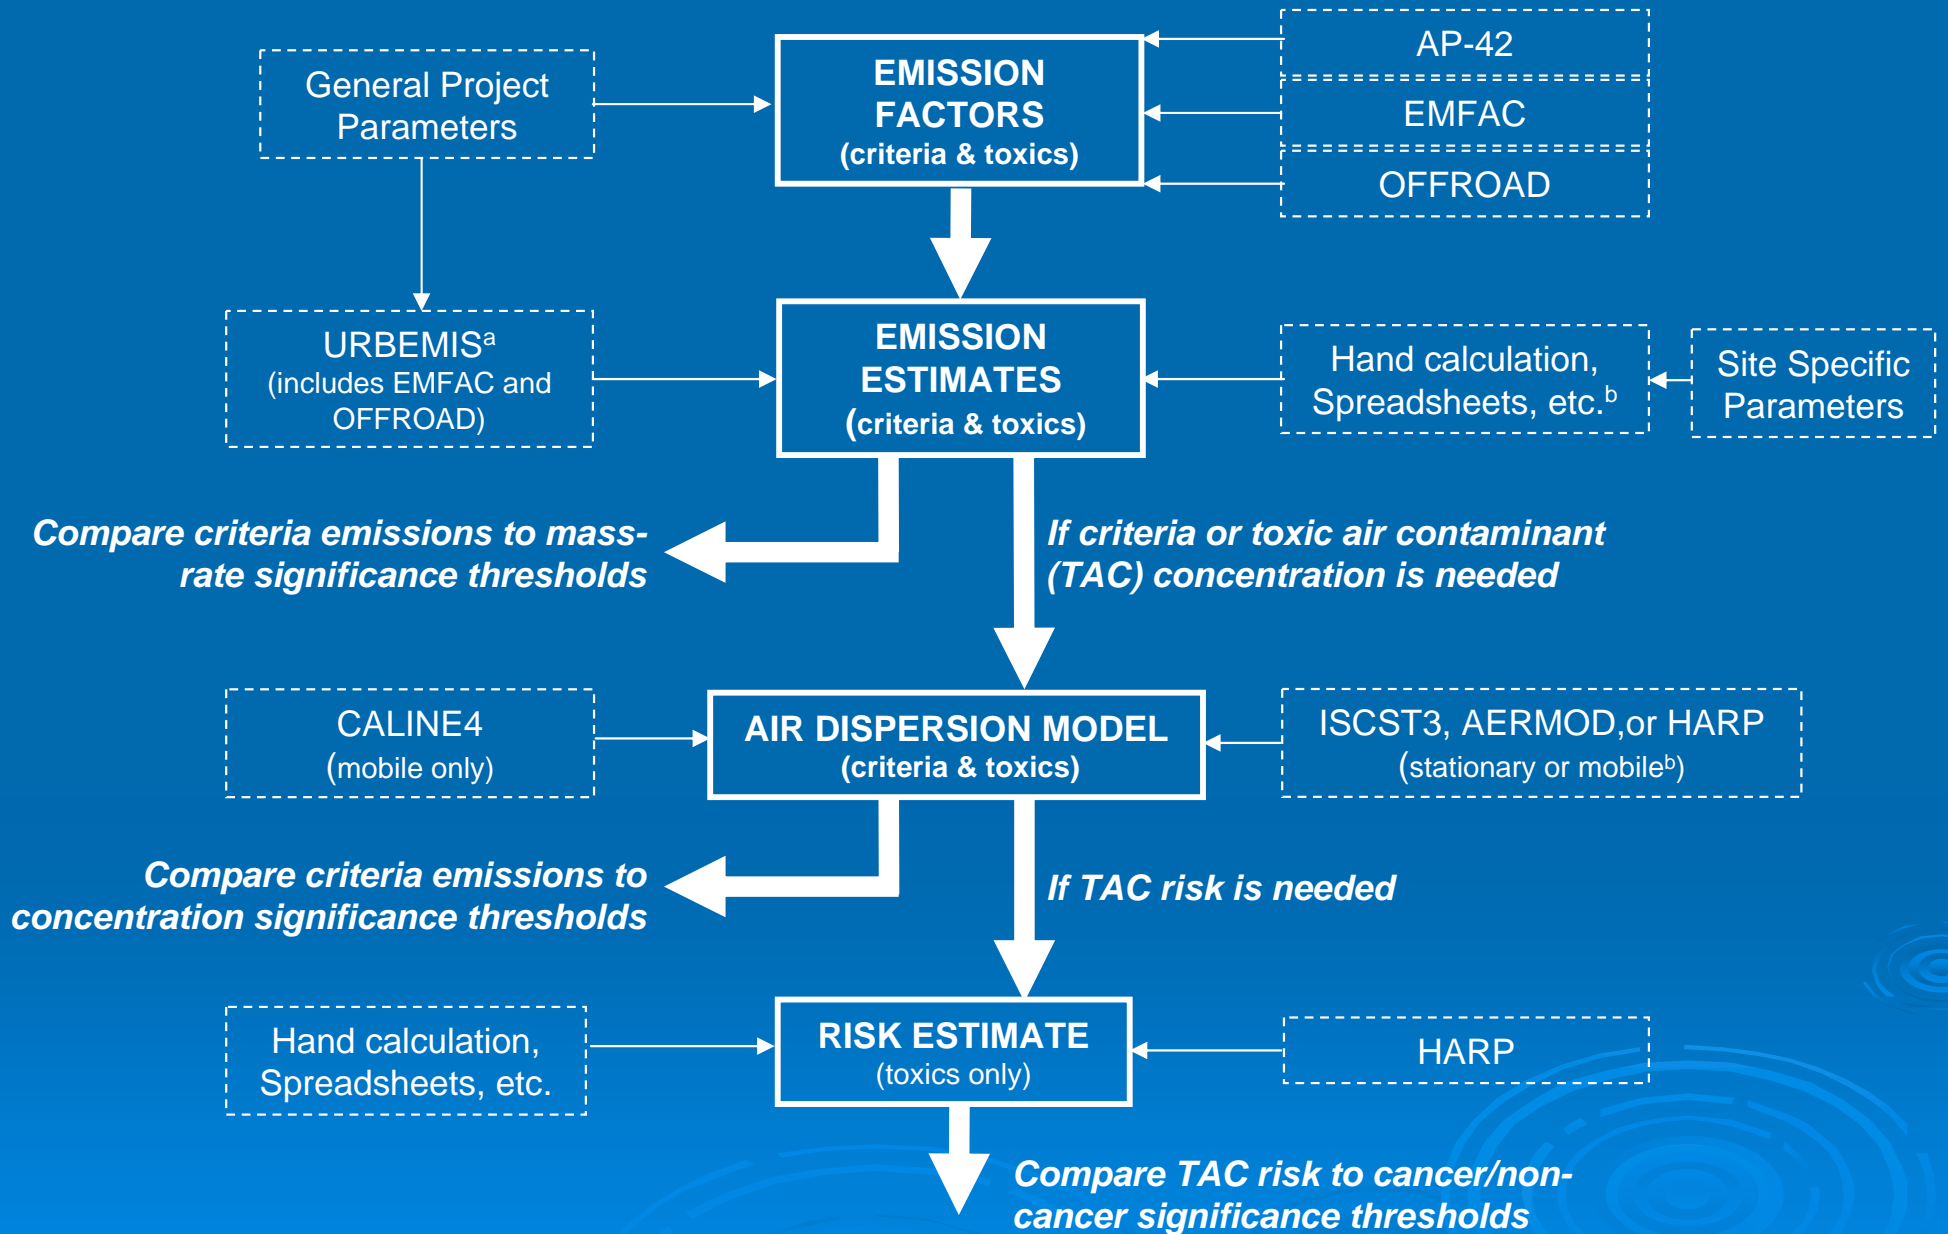 General Project
Parameters
EMISSION
FACTORS
(criteria & toxics)
AP-42
EMFAC
OFFROAD
URBEMISᵃ
(includes EMFAC and
OFFROAD)
EMISSION
ESTIMATES
(criteria & toxics)
Hand calculation,
Spreadsheets, etc.ᵇ
Site Specific
Parameters
Compare criteria emissions to mass-
rate significance thresholds
If criteria or toxic air contaminant
(TAC) concentration is needed
CALINE4
(mobile only)
AIR DISPERSION MODEL
(criteria & toxics)
ISCST3, AERMOD,or HARP
(stationary or mobileᵇ)
Compare criteria emissions to
concentration significance thresholds
If TAC risk is needed
Hand calculation,
Spreadsheets, etc.
RISK ESTIMATE
(toxics only)
HARP
Compare TAC risk to cancer/non-
cancer significance thresholds